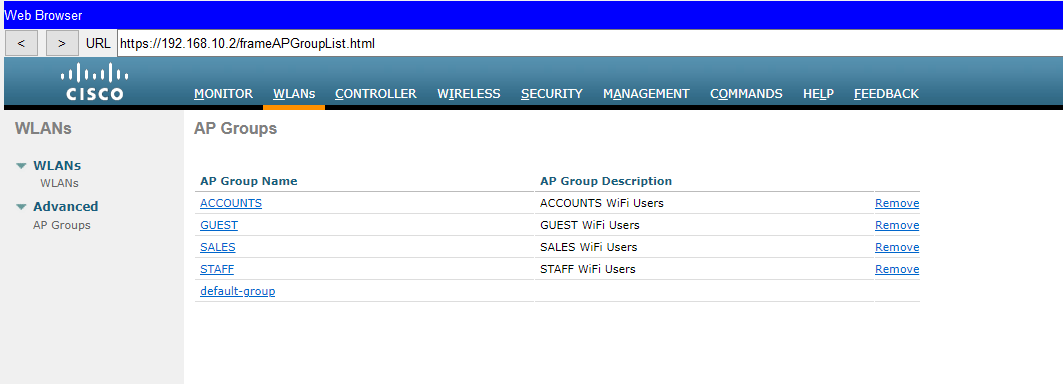 Web Browser
< > URL https://192.168.10.2/frameAPGroupList.html
CISCO MONITOR WLANs CONTROLLER WIRELESS SECURITY MANAGEMENT COMMANDS HELP FEEDBACK
WLANs
WLANs
WLANs
Advanced
AP Groups
AP Groups
AP Group Name AP Group Description
ACCOUNTS ACCOUNTS WiFi Users Remove
GUEST GUEST WiFi Users Remove
SALES SALES WiFi Users Remove
STAFF STAFF WiFi Users Remove
default-group